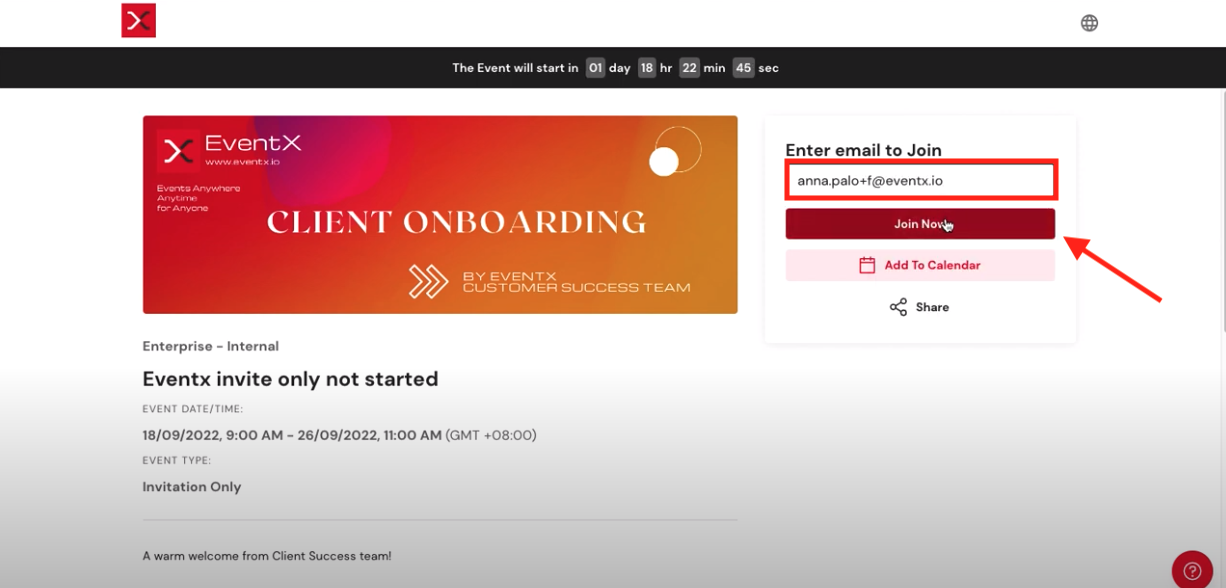 The Event will start in 01 day 18 hr 22 min 45 sec
EventX
www.eventx.io
Events Anywhere
Anytime
for Anyone
CLIENT ONBOARDING
BY EVENTX
CUSTOMER SUCCESS TEAM
Enter email to Join
anna.palo+f@eventx.io
Join Now
Add To Calendar
Share
Enterprise - Internal
Eventx invite only not started
EVENT DATE/TIME:
18/09/2022, 9:00 AM - 26/09/2022, 11:00 AM (GMT +08:00)
EVENT TYPE:
Invitation Only
A warm welcome from Client Success team!